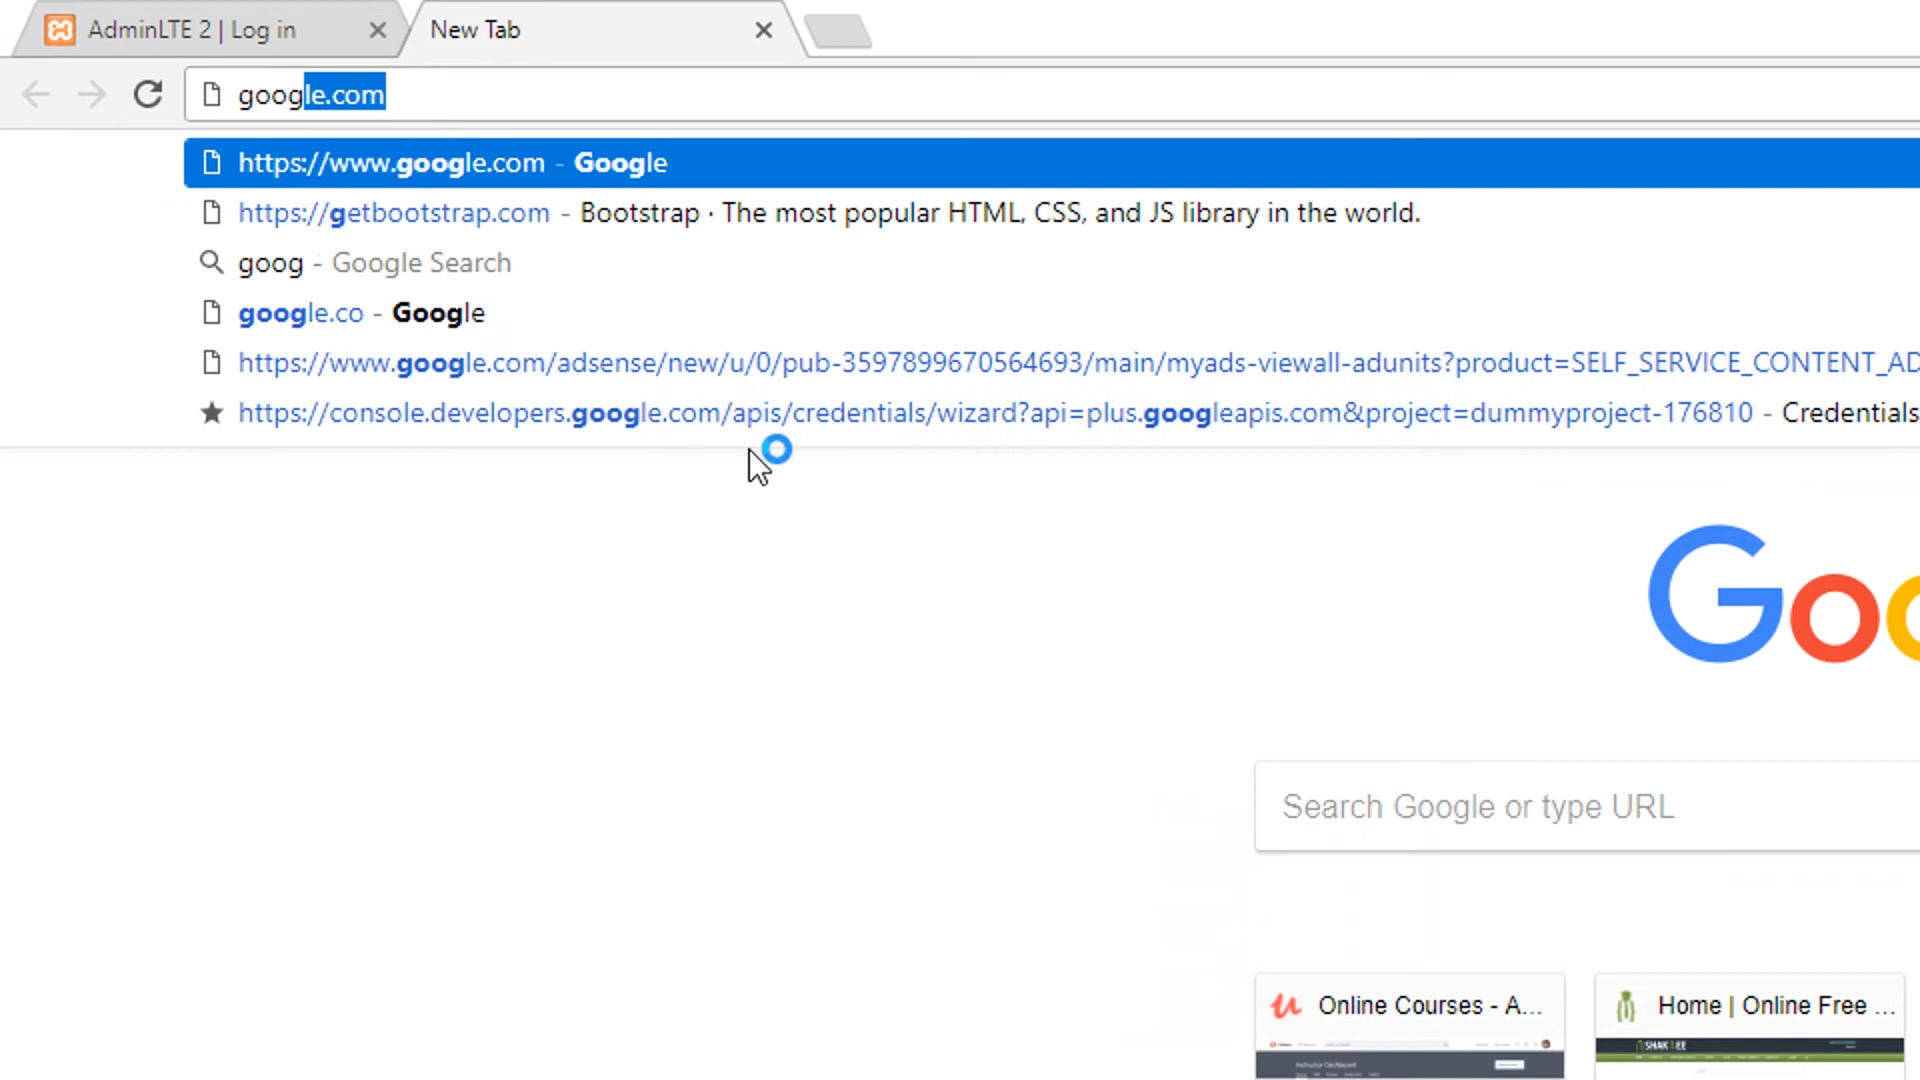 AdminLTE 2 | Log in
New Tab
google.com
https://www.google.com - Google
https://getbootstrap.com - Bootstrap · The most popular HTML, CSS, and JS library in the world.
goog - Google Search
google.co - Google
https://www.google.com/adsense/new/u/0/pub-3597899670564693/main/myads-viewall-adunits?product=SELF_SERVICE_CONTENT_AD
https://console.developers.google.com/apis/credentials/wizard?api=plus.googleapis.com&project=dummyproject-176810 - Credentials
Goo
Search Google or type URL
Online Courses - A...
Home | Online Free ...